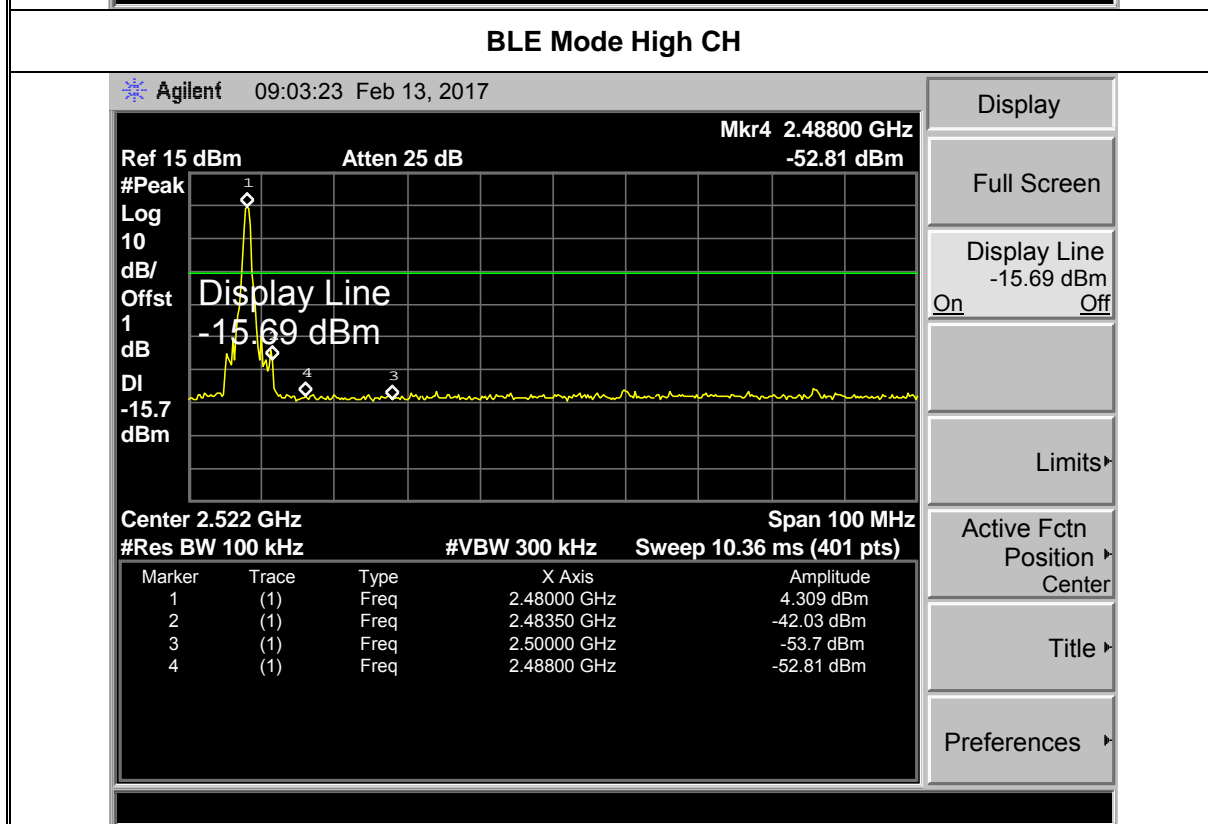 BLE Mode High CH
Agilent 09:03:23 Feb 13, 2017
Display
Mkr4 2.48800 GHz
Ref 15 dBm Atten 25 dB -52.81 dBm
#Peak
Log
10
dB/
Offst
1
dB
DI
-15.7
dBm
1
Display Line
-15.69 dBm
4
3
Center 2.522 GHz Span 100 MHz
#Res BW 100 kHz #VBW 300 kHz Sweep 10.36 ms (401 pts)
Marker Trace Type X Axis Amplitude
1 (1) Freq 2.48000 GHz 4.309 dBm
2 (1) Freq 2.48350 GHz -42.03 dBm
3 (1) Freq 2.50000 GHz -53.7 dBm
4 (1) Freq 2.48800 GHz -52.81 dBm
Full Screen
Display Line
-15.69 dBm
On Off
Limits
Active Fctn
Position
Center
Title
Preferences